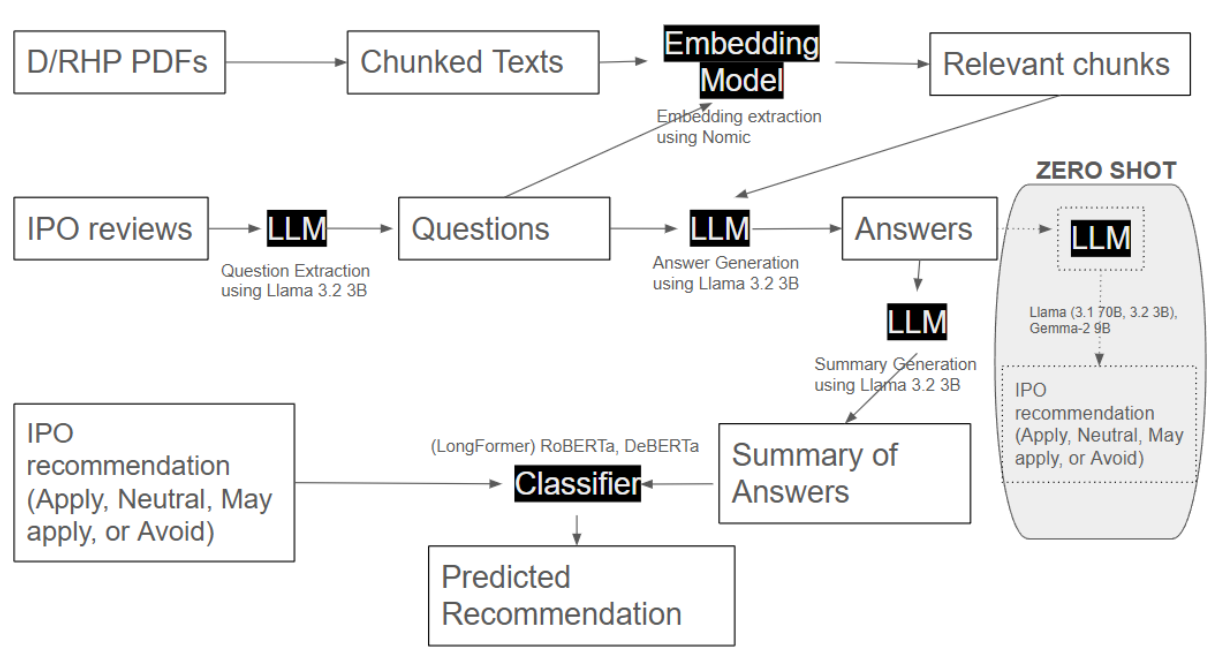 D/RHP PDFs
Chunked Texts
Embedding
Model
Relevant chunks
Embedding extraction
using Nomic
ZERO SHOT
IPO reviews
LLM
Questions
LLM
Answers
LLM
Question Extraction
using Llama 3.2 3B
Answer Generation
using Llama 3.2 3B
LLM
Llama (3.1 70B, 3.2 3B),
Gemma-2 9B
Summary Generation
using Llama 3.2 3B
IPO
recommendation
(Apply, Neutral, May
apply, or Avoid)
IPO
recommendation
(Apply, Neutral, May
apply, or Avoid)
(LongFormer) RoBERTa, DeBERTa
Classifier
Summary of
Answers
Predicted
Recommendation